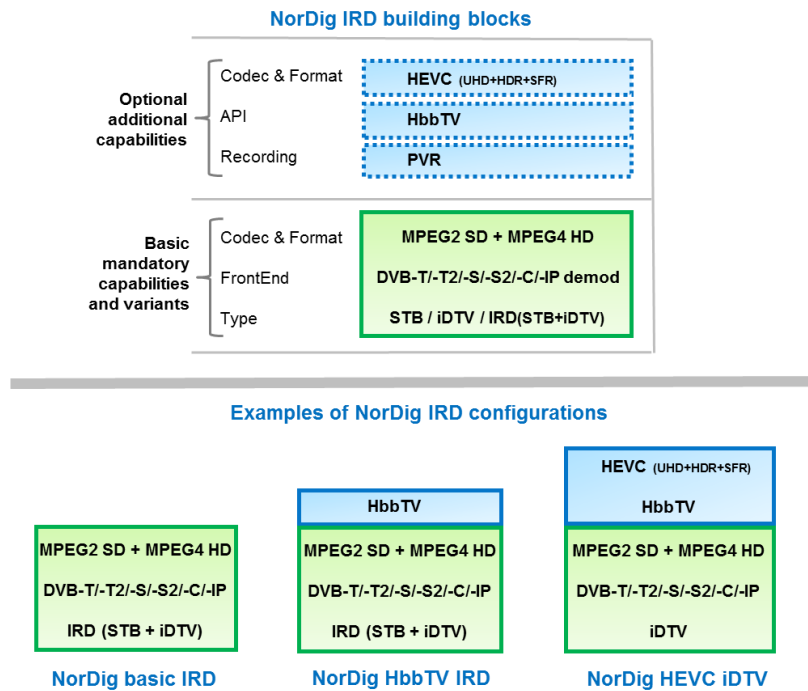 NorDig IRD building blocks
Optional
additional
capabilities
Codec & Format
HEVC (UHD+HDR+SFR)
API
HbbTV
Recording
PVR
Basic
mandatory
capabilities
and variants
Codec & Format
MPEG2 SD + MPEG4 HD
FrontEnd
DVB-T/-T2/-S/-S2/-C/-IP demod
Type
STB / iDTV / IRD(STB+iDTV)
Examples of NorDig IRD configurations
MPEG2 SD + MPEG4 HD
DVB-T/-T2/-S/-S2/-C/-IP
IRD (STB + iDTV)
NorDig basic IRD
HbbTV
MPEG2 SD + MPEG4 HD
DVB-T/-T2/-S/-S2/-C/-IP
IRD (STB + iDTV)
NorDig HbbTV IRD
HEVC (UHD+HDR+SFR)
HbbTV
MPEG2 SD + MPEG4 HD
DVB-T/-T2/-S/-S2/-C/-IP
iDTV
NorDig HEVC iDTV